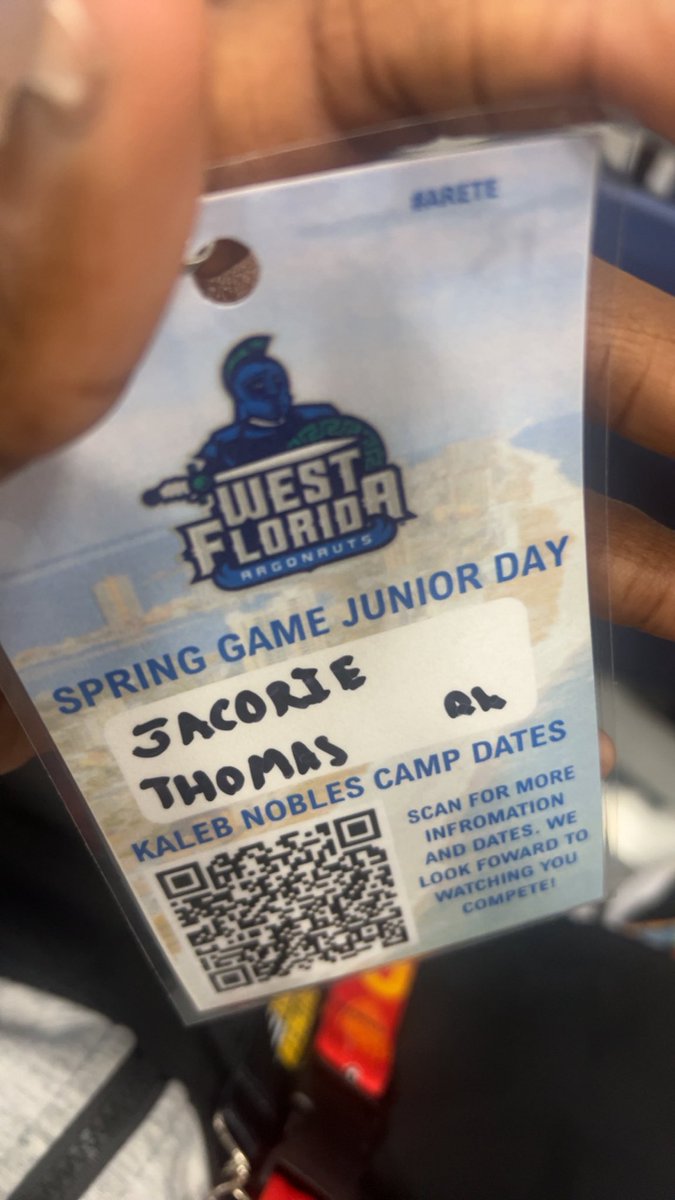 #ARETE
WEST
FLORIDA
ARGONAUTS
SPRING GAME JUNIOR DAY
JACORIE
THOMAS
KALEB NOBLES CAMP DATES
SCAN FOR MORE
INFROMATION
AND DATES. WE
LOOK FOWARD TO
WATCHING YOU
COMPETE!